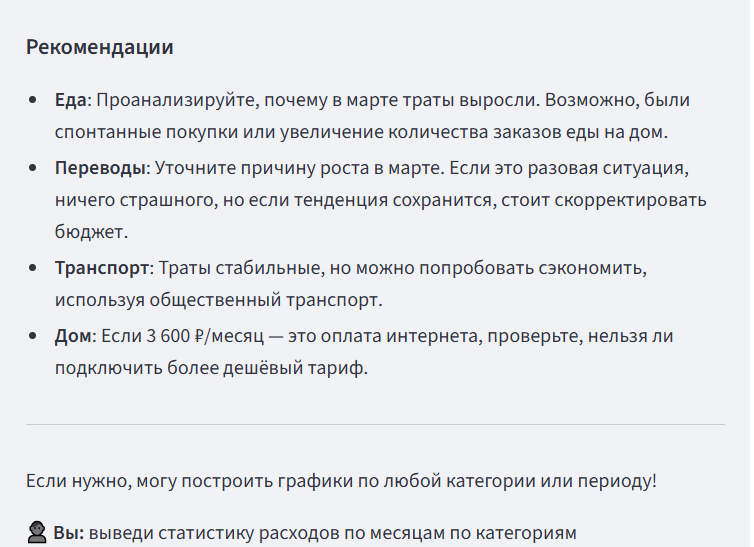 Рекомендации
• Еда: Проанализируйте, почему в марте траты выросли. Возможно, были
спонтанные покупки или увеличение количества заказов еды на дом.
• Переводы: Уточните причину роста в марте. Если это разовая ситуация,
ничего страшного, но если тенденция сохранится, стоит скорректировать
бюджет.
• Транспорт: Траты стабильные, но можно попробовать сэкономить,
используя общественный транспорт.
• Дом: Если 3 600 ₽/месяц — это оплата интернета, проверьте, нельзя ли
подключить более дешёвый тариф.
Если нужно, могу построить графики по любой категории или периоду!
Вы: выведи статистику расходов по месяцам по категориям